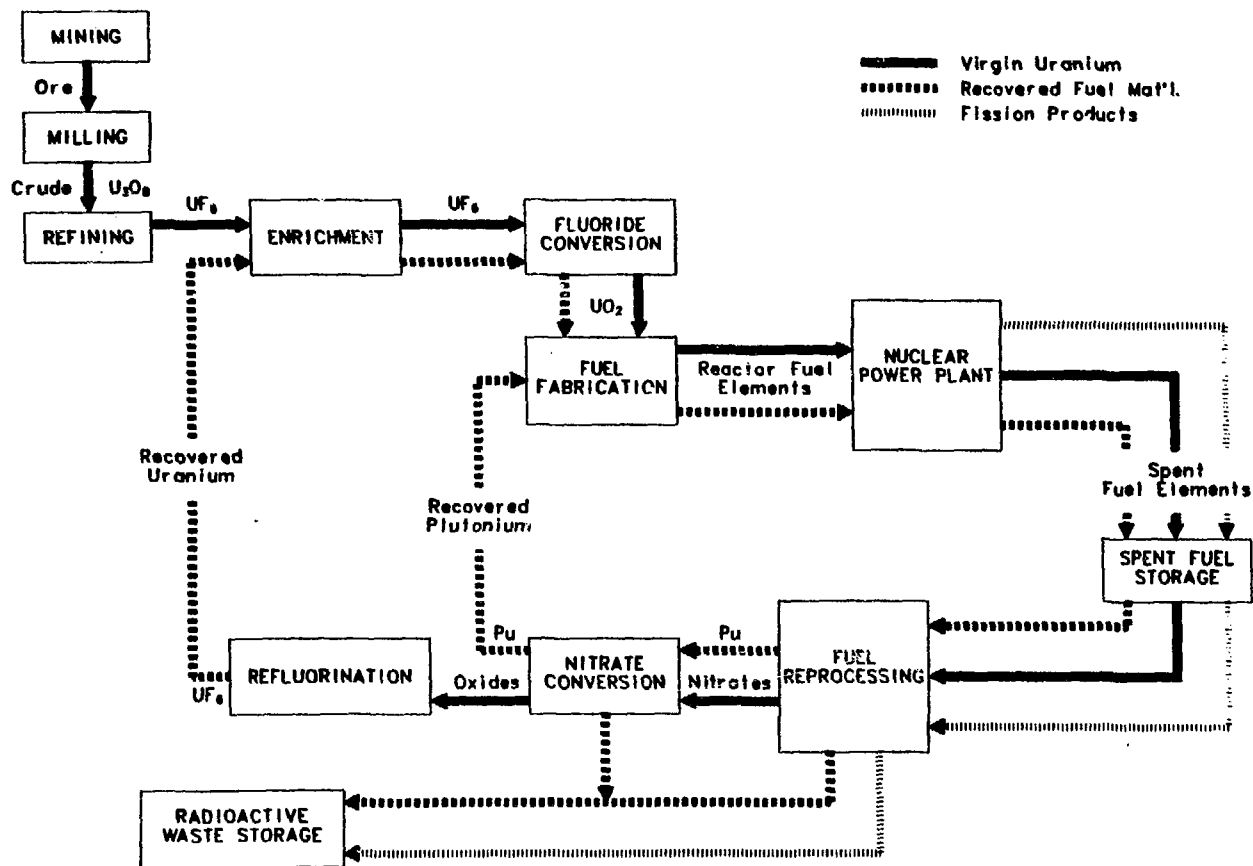 MINING
Ore
MILLING
Crude U₃O₈
REFINING
UF₆
ENRICHMENT
UF₆
FLUORIDE
CONVERSION
Virgin Uranium
Recovered Fuel Mat'l.
Fission Products
UO₂
FUEL
FABRICATION
Reactor Fuel
Elements
NUCLEAR
POWER PLANT
Recovered
Uranium
Recovered
Plutonium
Spent
Fuel Elements
SPENT FUEL
STORAGE
FUEL
REPROCESSING
Pu
Nitrates
NITRATE
CONVERSION
Pu
Oxides
REFLUORINATION
UF₆
RADIOACTIVE
WASTE STORAGE